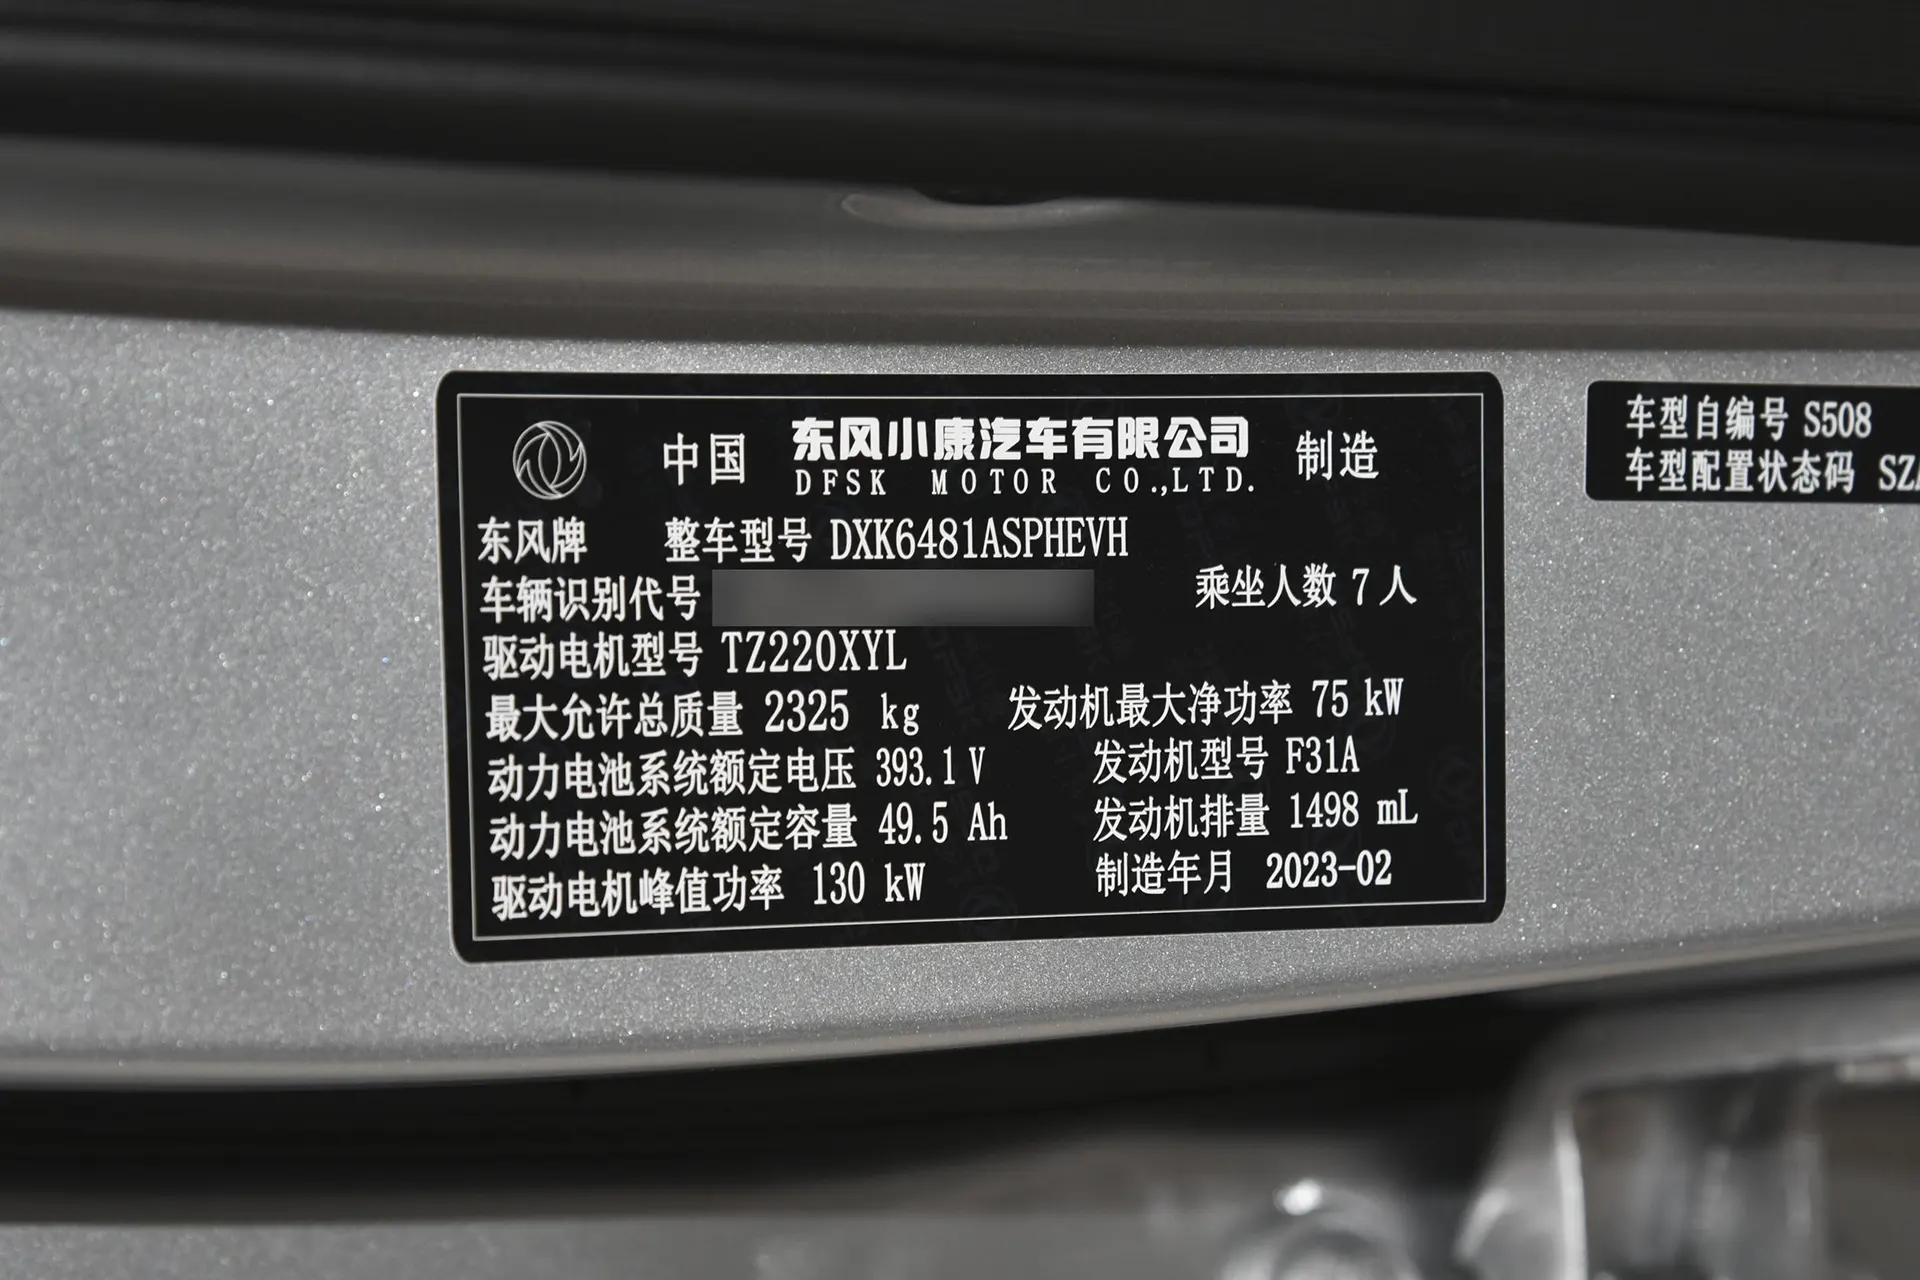 中国 东风小康汽车有限公司 制造
DFSK MOTOR CO.,LTD.
东风牌 整车型号 DXK6481ASPHEVH
车辆识别代号 乘坐人数 7人
驱动电机型号 TZ220XYL
最大允许总质量 2325 kg 发动机最大净功率 75 kW
动力电池系统额定电压 393.1 V 发动机型号 F31A
动力电池系统额定容量 49.5 Ah 发动机排量 1498 mL
驱动电机峰值功率 130 kW 制造年月 2023-02
车型自编号 S508
车型配置状态码